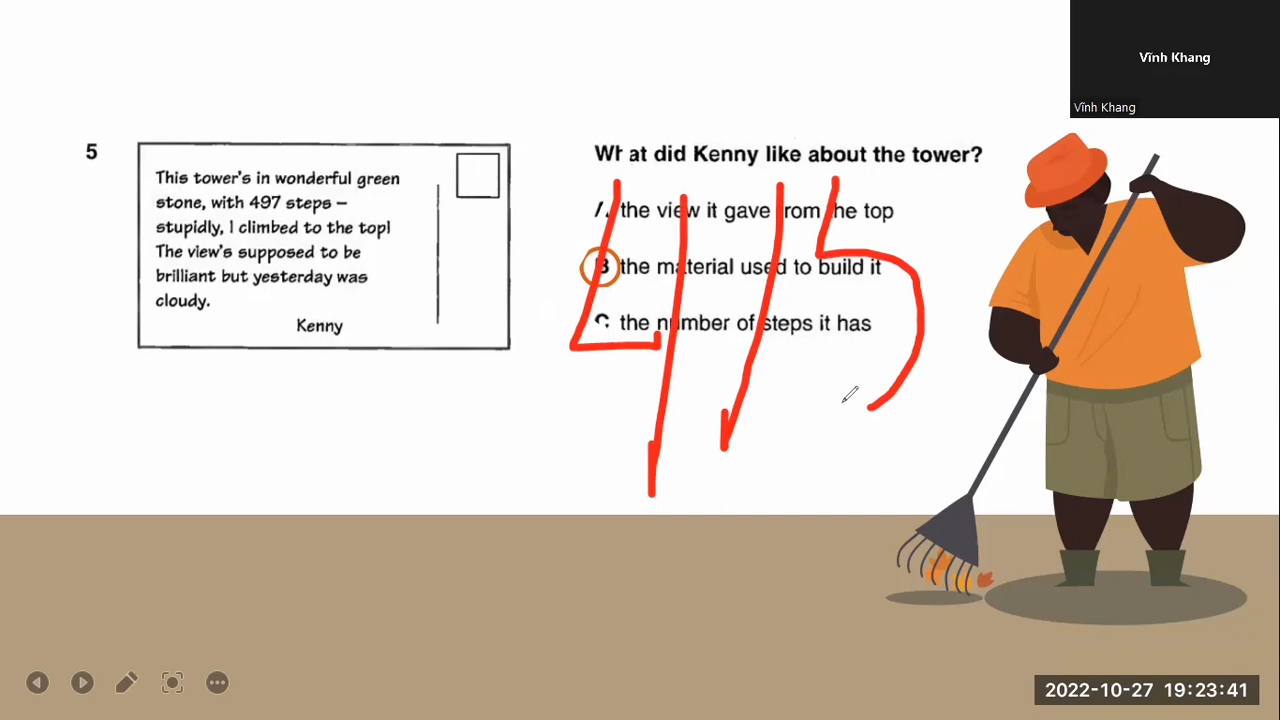 Vĩnh Khang
Vĩnh Khang
5
This tower's in wonderful green
stone, with 497 steps –
stupidly, I climbed to the top!
The view's supposed to be
brilliant but yesterday was
cloudy.
Kenny
What did Kenny like about the tower?
A the view it gave from the top
B the material used to build it
C the number of steps it has
415
2022-10-27 19:23:41